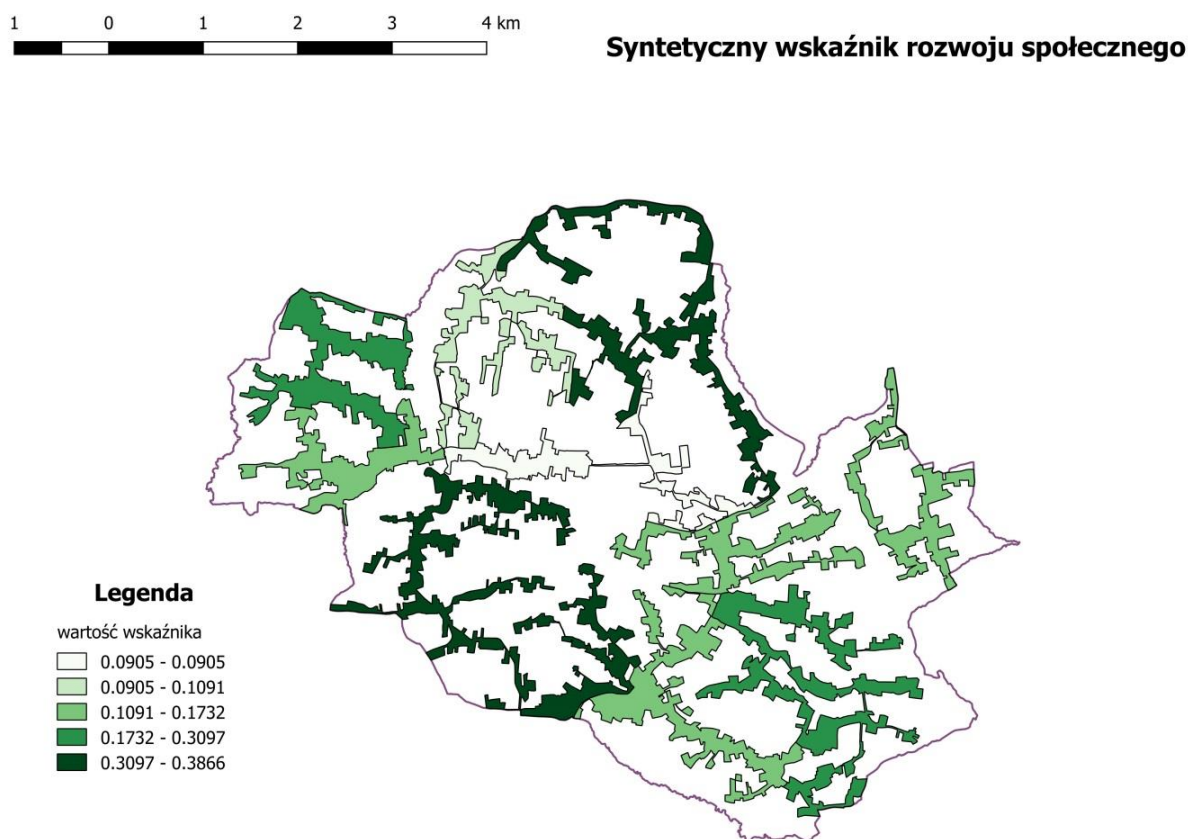 1 0 1 2 3 4 km
Syntetyczny wskaźnik rozwoju społecznego
Legenda
wartość wskaźnika
0.0905 - 0.0905
0.0905 - 0.1091
0.1091 - 0.1732
0.1732 - 0.3097
0.3097 - 0.3866